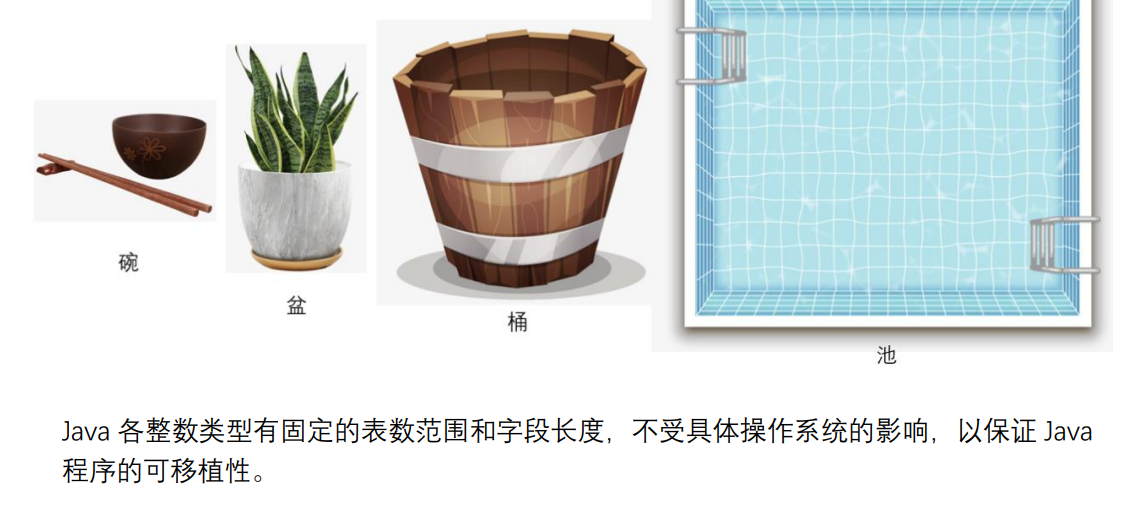 碗
盆
桶
池
Java 各整数类型有固定的表数范围和字段长度，不受具体操作系统的影响，以保证 Java
程序的可移植性。